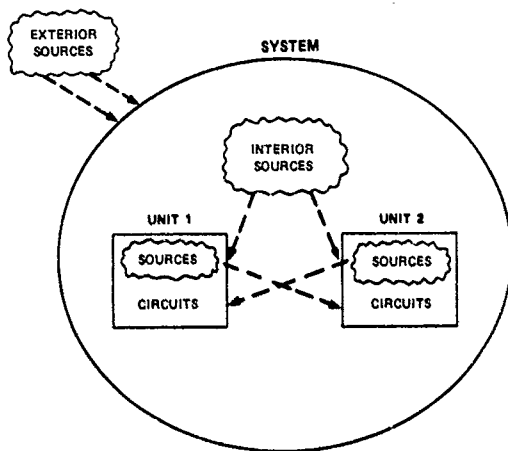 EXTERIOR
SOURCES
SYSTEM
INTERIOR
SOURCES
UNIT 1
UNIT 2
SOURCES
SOURCES
CIRCUITS
CIRCUITS